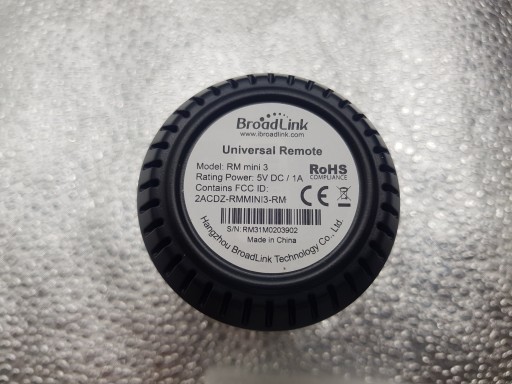 BroadLink
www.ibroadlink.com
Universal Remote
Model: RM mini 3
Rating Power: 5V DC / 1A
Contains FCC ID:
2ACDZ-RMMINI3-RM
RoHS
COMPLIANCE
CE
S/N:RM31M0203902
Made in China
Hangzhou BroadLink Technology Co., Ltd.